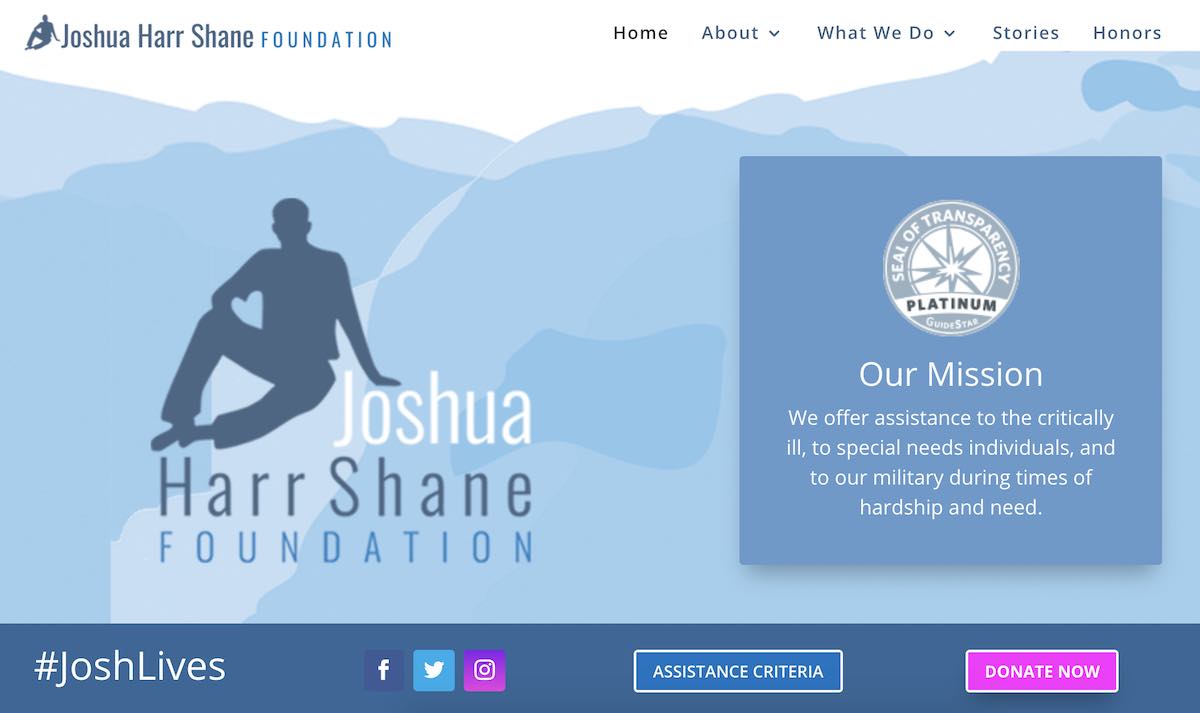 Joshua Harr Shane FOUNDATION
Home About What We Do Stories Honors
SEAL OF TRANSPARENCY
PLATINUM
GUIDESTAR
Our Mission
We offer assistance to the critically
ill, to special needs individuals, and
to our military during times of
hardship and need.
Joshua
Harr Shane
FOUNDATION
#JoshLives
f
ASSISTANCE CRITERIA
DONATE NOW